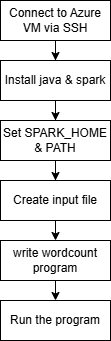 Connect to Azure
VM via SSH
Install java & spark
Set SPARK_HOME
& PATH
Create input file
write wordcount
program
Run the program